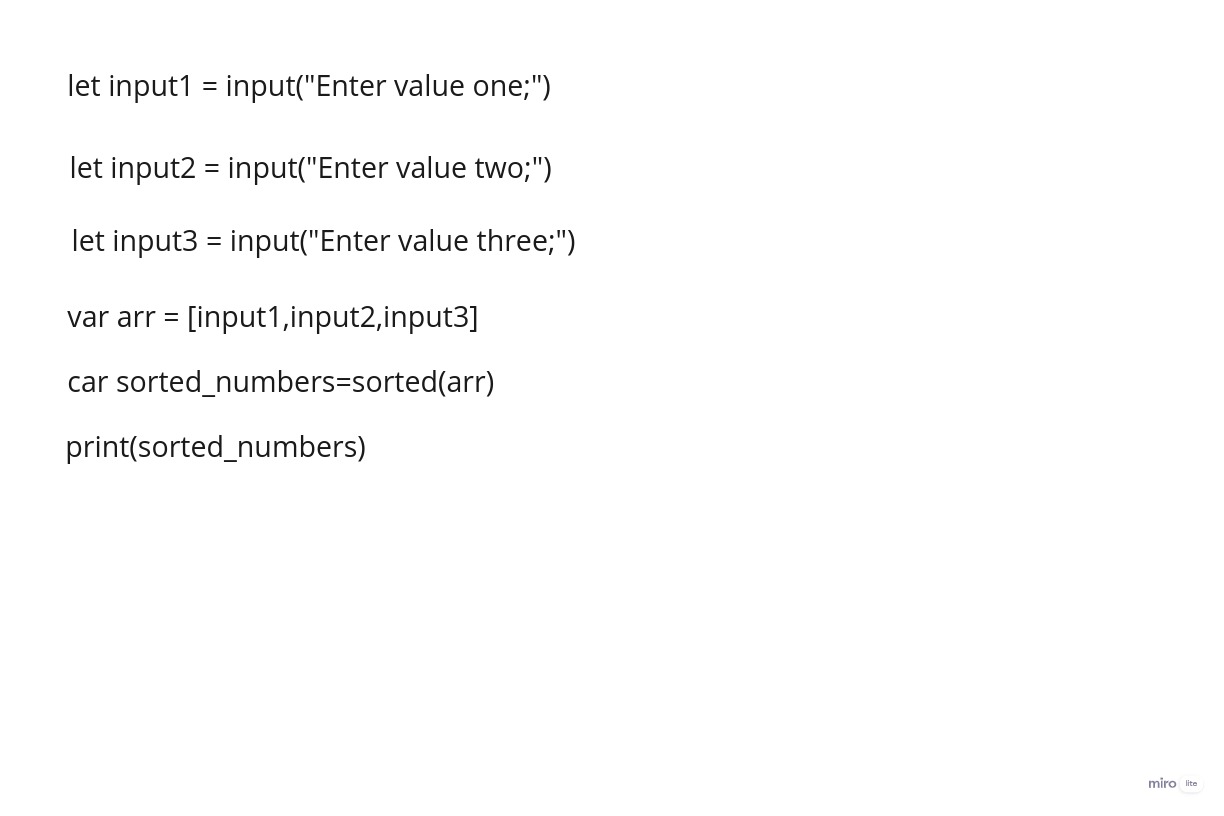 let input1 = input("Enter value one;")
let input2 = input("Enter value two;")
let input3 = input("Enter value three;")
var arr = [input1,input2,input3]
car sorted_numbers=sorted(arr)
print(sorted_numbers)
miro lite